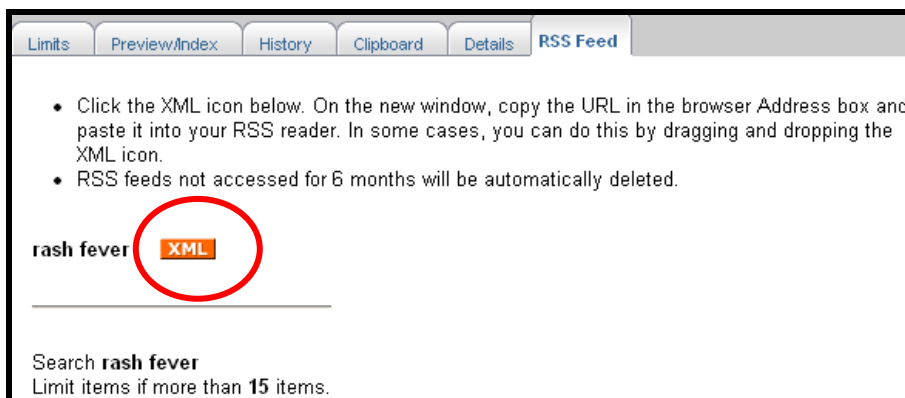 Limits Preview/Index History Clipboard Details RSS Feed
• Click the XML icon below. On the new window, copy the URL in the browser Address box and
paste it into your RSS reader. In some cases, you can do this by dragging and dropping the
XML icon.
• RSS feeds not accessed for 6 months will be automatically deleted.
rash fever XML
Search rash fever
Limit items if more than 15 items.